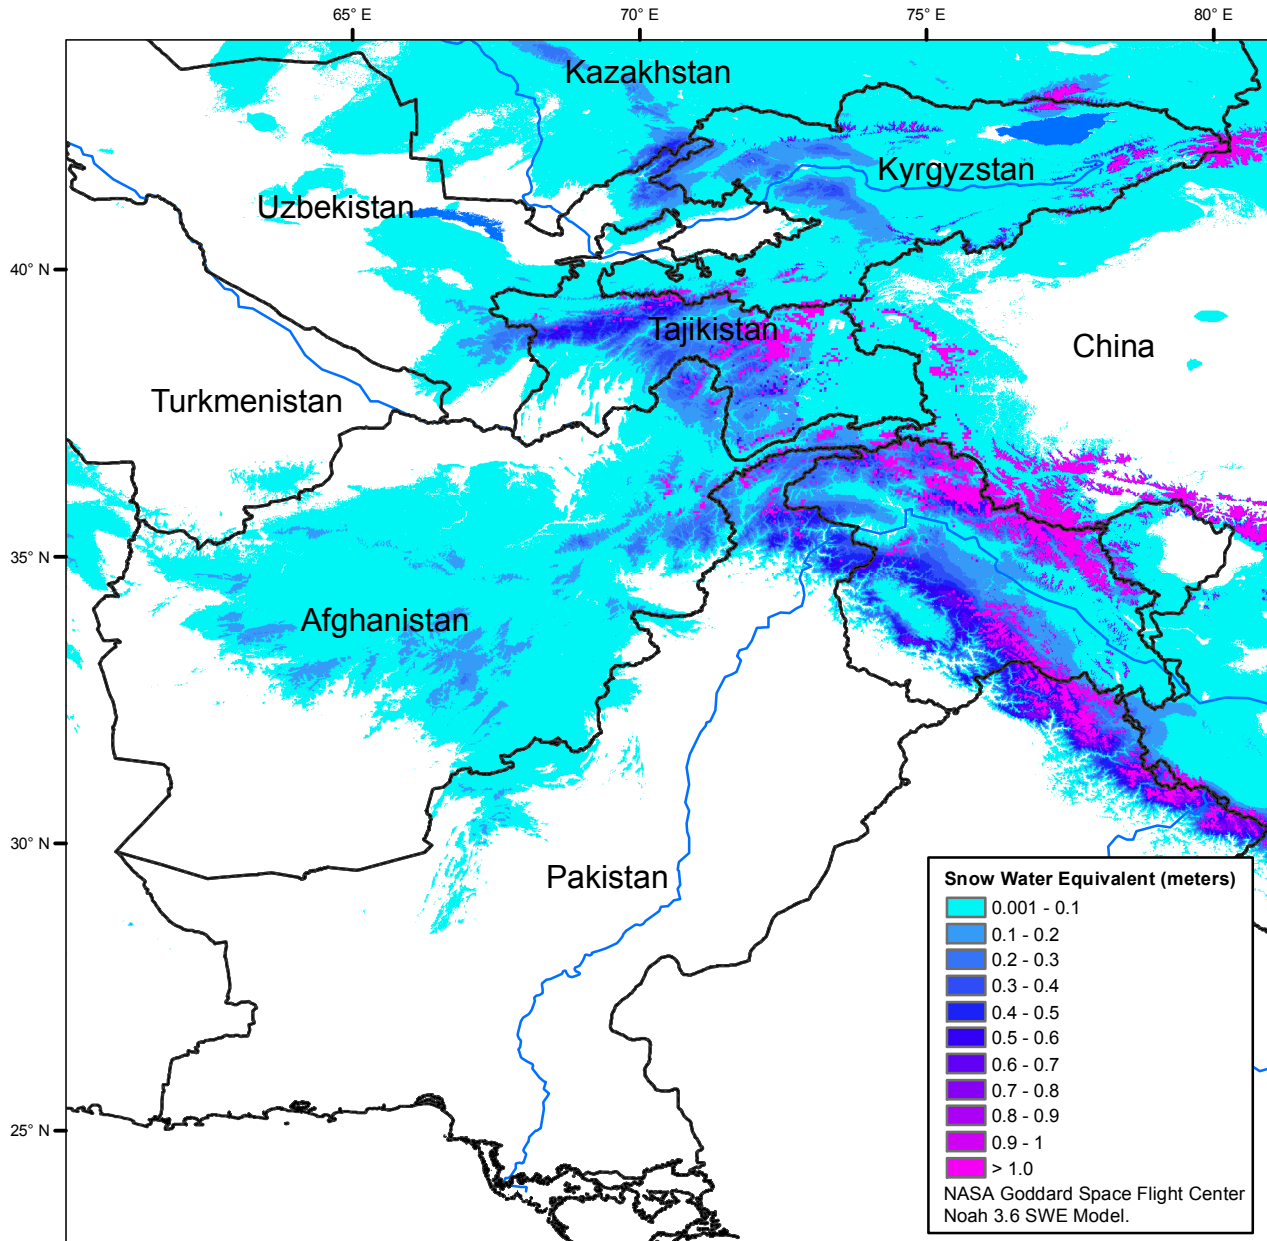 65° E 70° E 75° E 80° E
Kazakhstan
Kyrgyzstan
Uzbekistan
40° N
Tajikistan
China
Turkmenistan
35° N
Afghanistan
30° N
Pakistan
25° N
Snow Water Equivalent (meters)
0.001 - 0.1
0.1 - 0.2
0.2 - 0.3
0.3 - 0.4
0.4 - 0.5
0.5 - 0.6
0.6 - 0.7
0.7 - 0.8
0.8 - 0.9
0.9 - 1
> 1.0
NASA Goddard Space Flight Center
Noah 3.6 SWE Model.